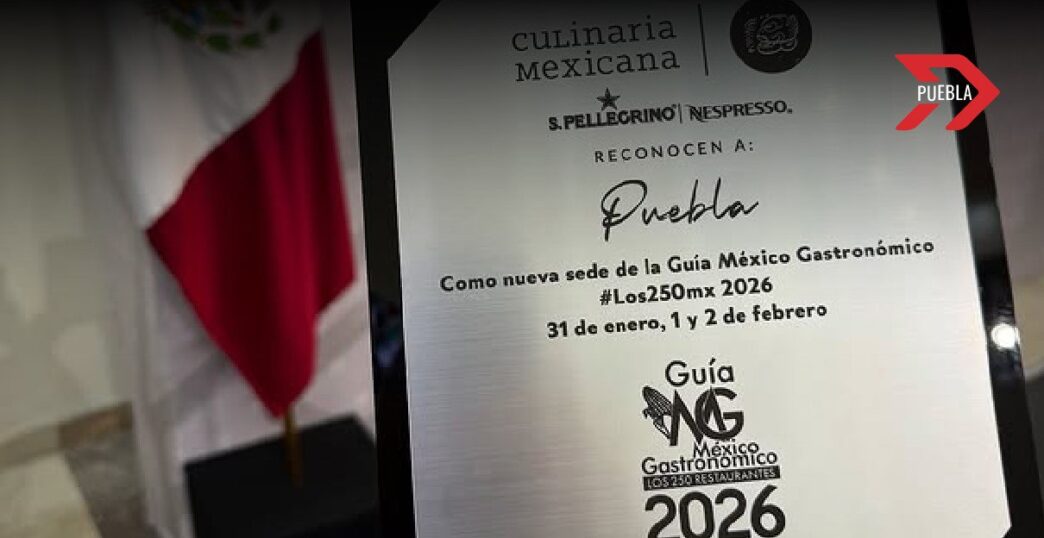 cuLinaria
Mexicana
S.PELLEGRINO | NESPRESSO.
RECONOCEN A:
Puebla
Como nueva sede de la Guía México Gastronómico
#Los250mx 2026
31 de enero, 1 y 2 de febrero
Guía
MG
México
Gastronómico
LOS 250 RESTAURANTES
2026
PUEBLA